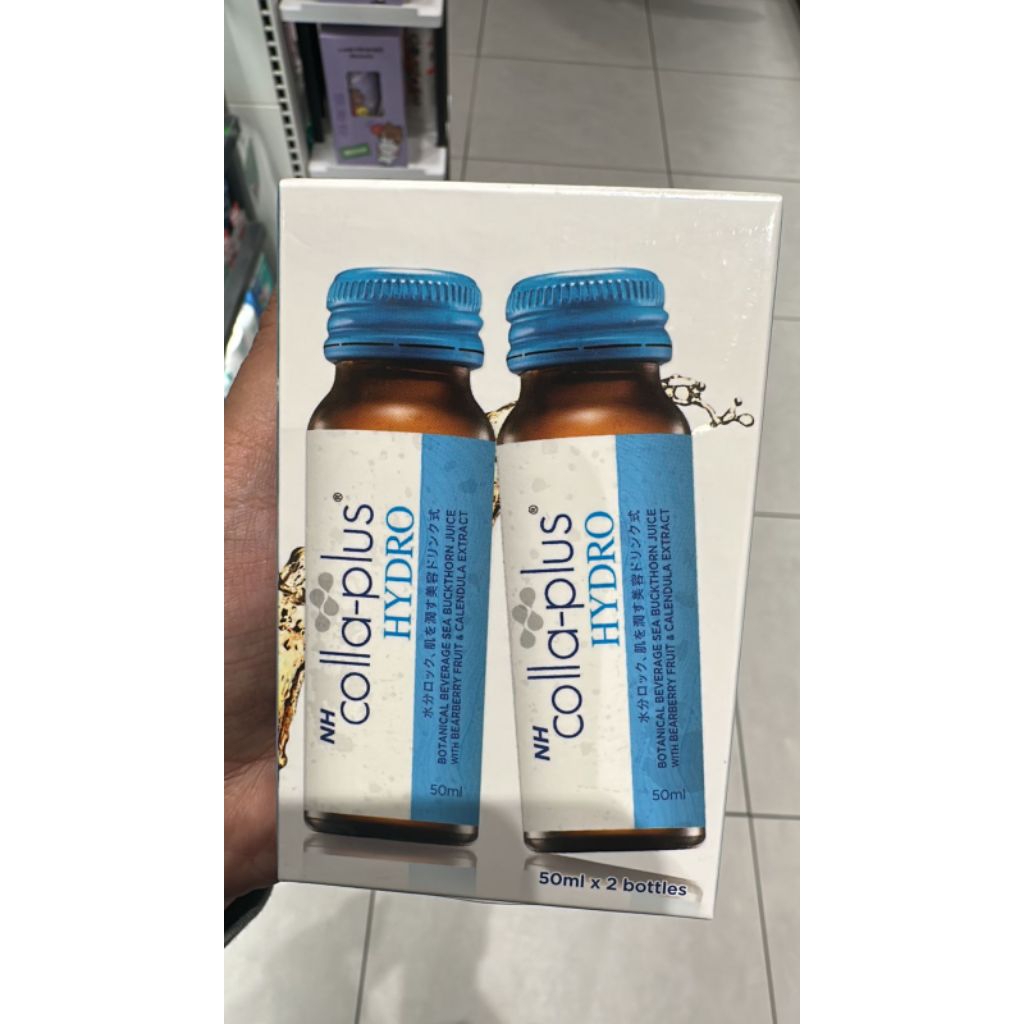 NH
colla-plus®
HYDRO
水分ロック、肌を潤す美容ドリンク式
BOTANICAL BEVERAGE SEA BUCKTHORN JUICE
WITH BEARBERRY FRUIT & CALENDULA EXTRACT
50ml
NH
colla-plus®
HYDRO
水分ロック、肌を潤す美容ドリンク式
BOTANICAL BEVERAGE SEA BUCKTHORN JUICE
WITH BEARBERRY FRUIT & CALENDULA EXTRACT
50ml
50ml x 2 bottles